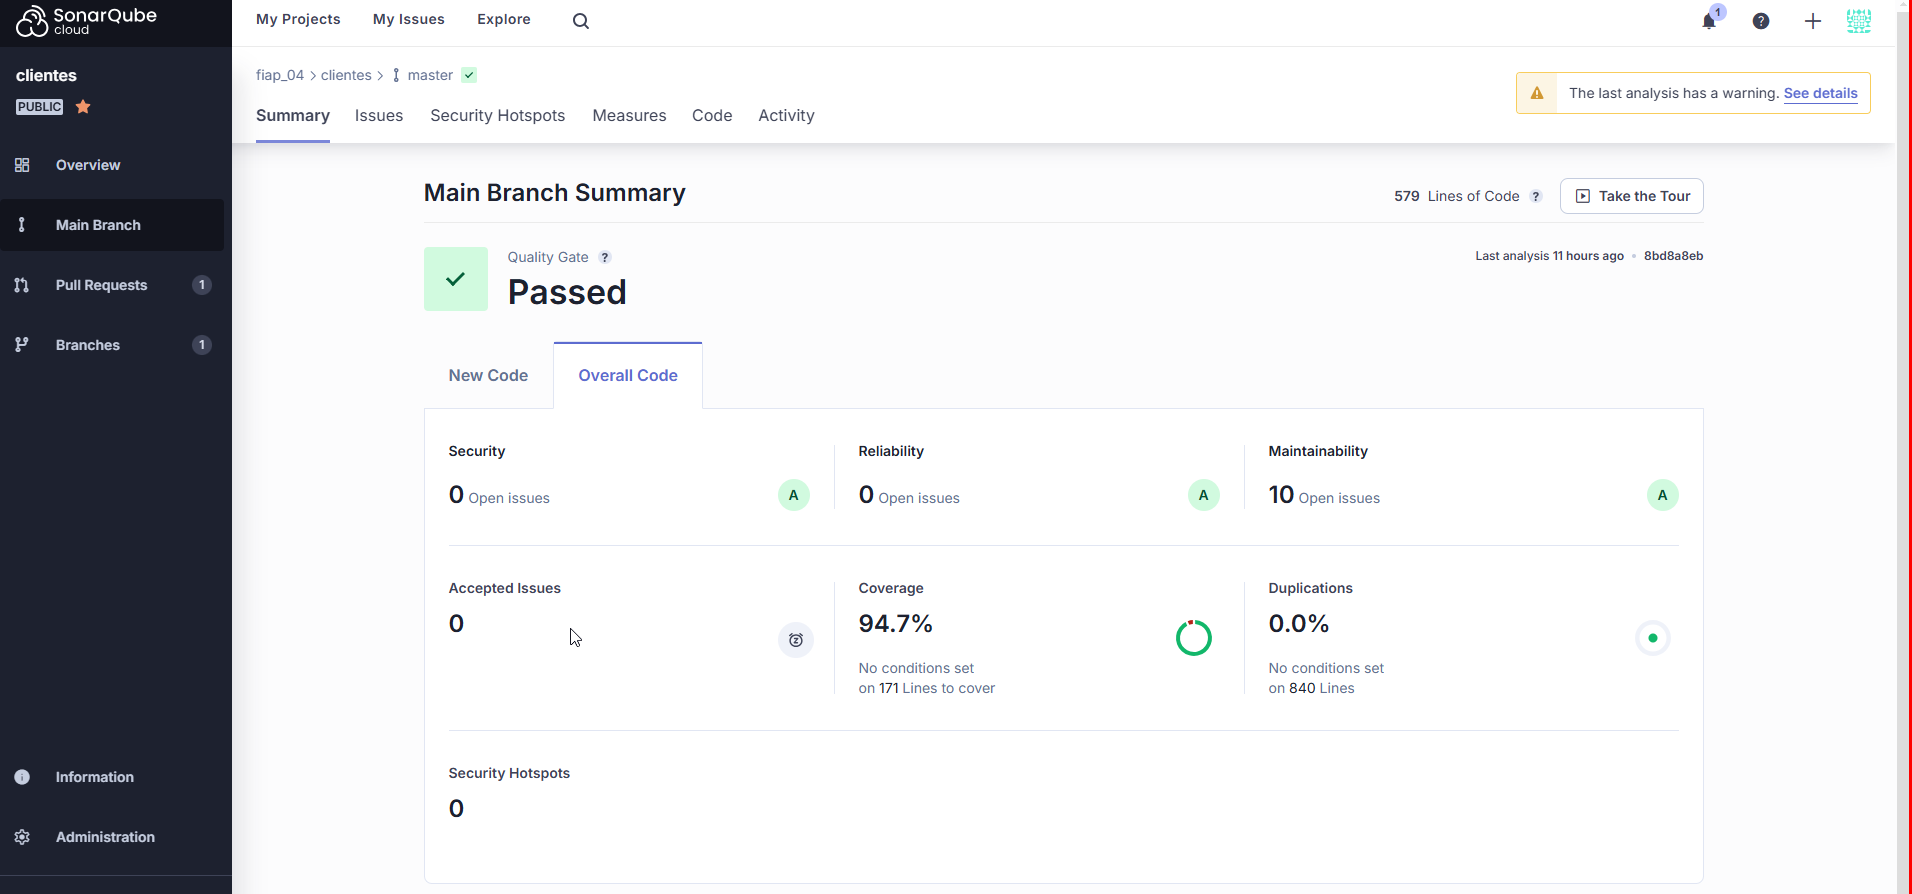 SonarQube
cloud
My Projects
My Issues
Explore
1
?
clientes
PUBLIC
Overview
Main Branch
Pull Requests
1
Branches
1
Information
Administration
fiap_04 > clientes > master
The last analysis has a warning. See details
Summary
Issues
Security Hotspots
Measures
Code
Activity
Main Branch Summary
579 Lines of Code ?
Take the Tour
Quality Gate ?
Passed
Last analysis 11 hours ago • 8bd8a8eb
New Code
Overall Code
Security
0 Open issues
A
Reliability
0 Open issues
A
Maintainability
10 Open issues
A
Accepted Issues
0
Coverage
94.7%
No conditions set
on 171 Lines to cover
Duplications
0.0%
No conditions set
on 840 Lines
Security Hotspots
0